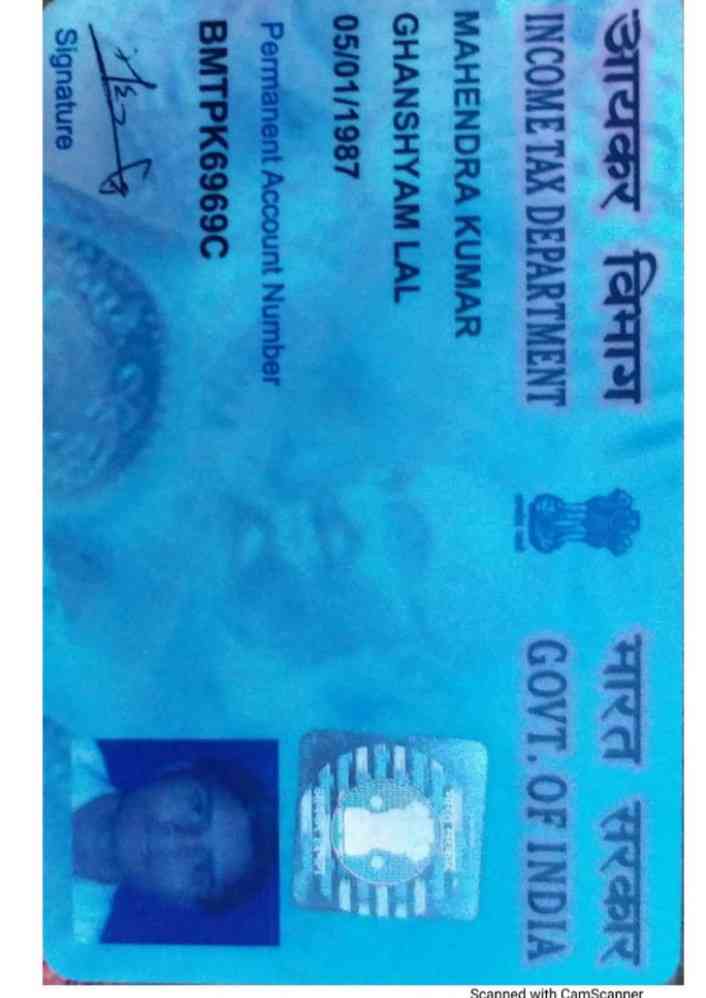 आयकर विभाग
INCOME TAX DEPARTMENT
भारत सरकार
GOVT. OF INDIA
MAHENDRA KUMAR
GHANSHYAM LAL
05/01/1987
Permanent Account Number
BMTPK6969C
Signature
Scanned with CamScanner